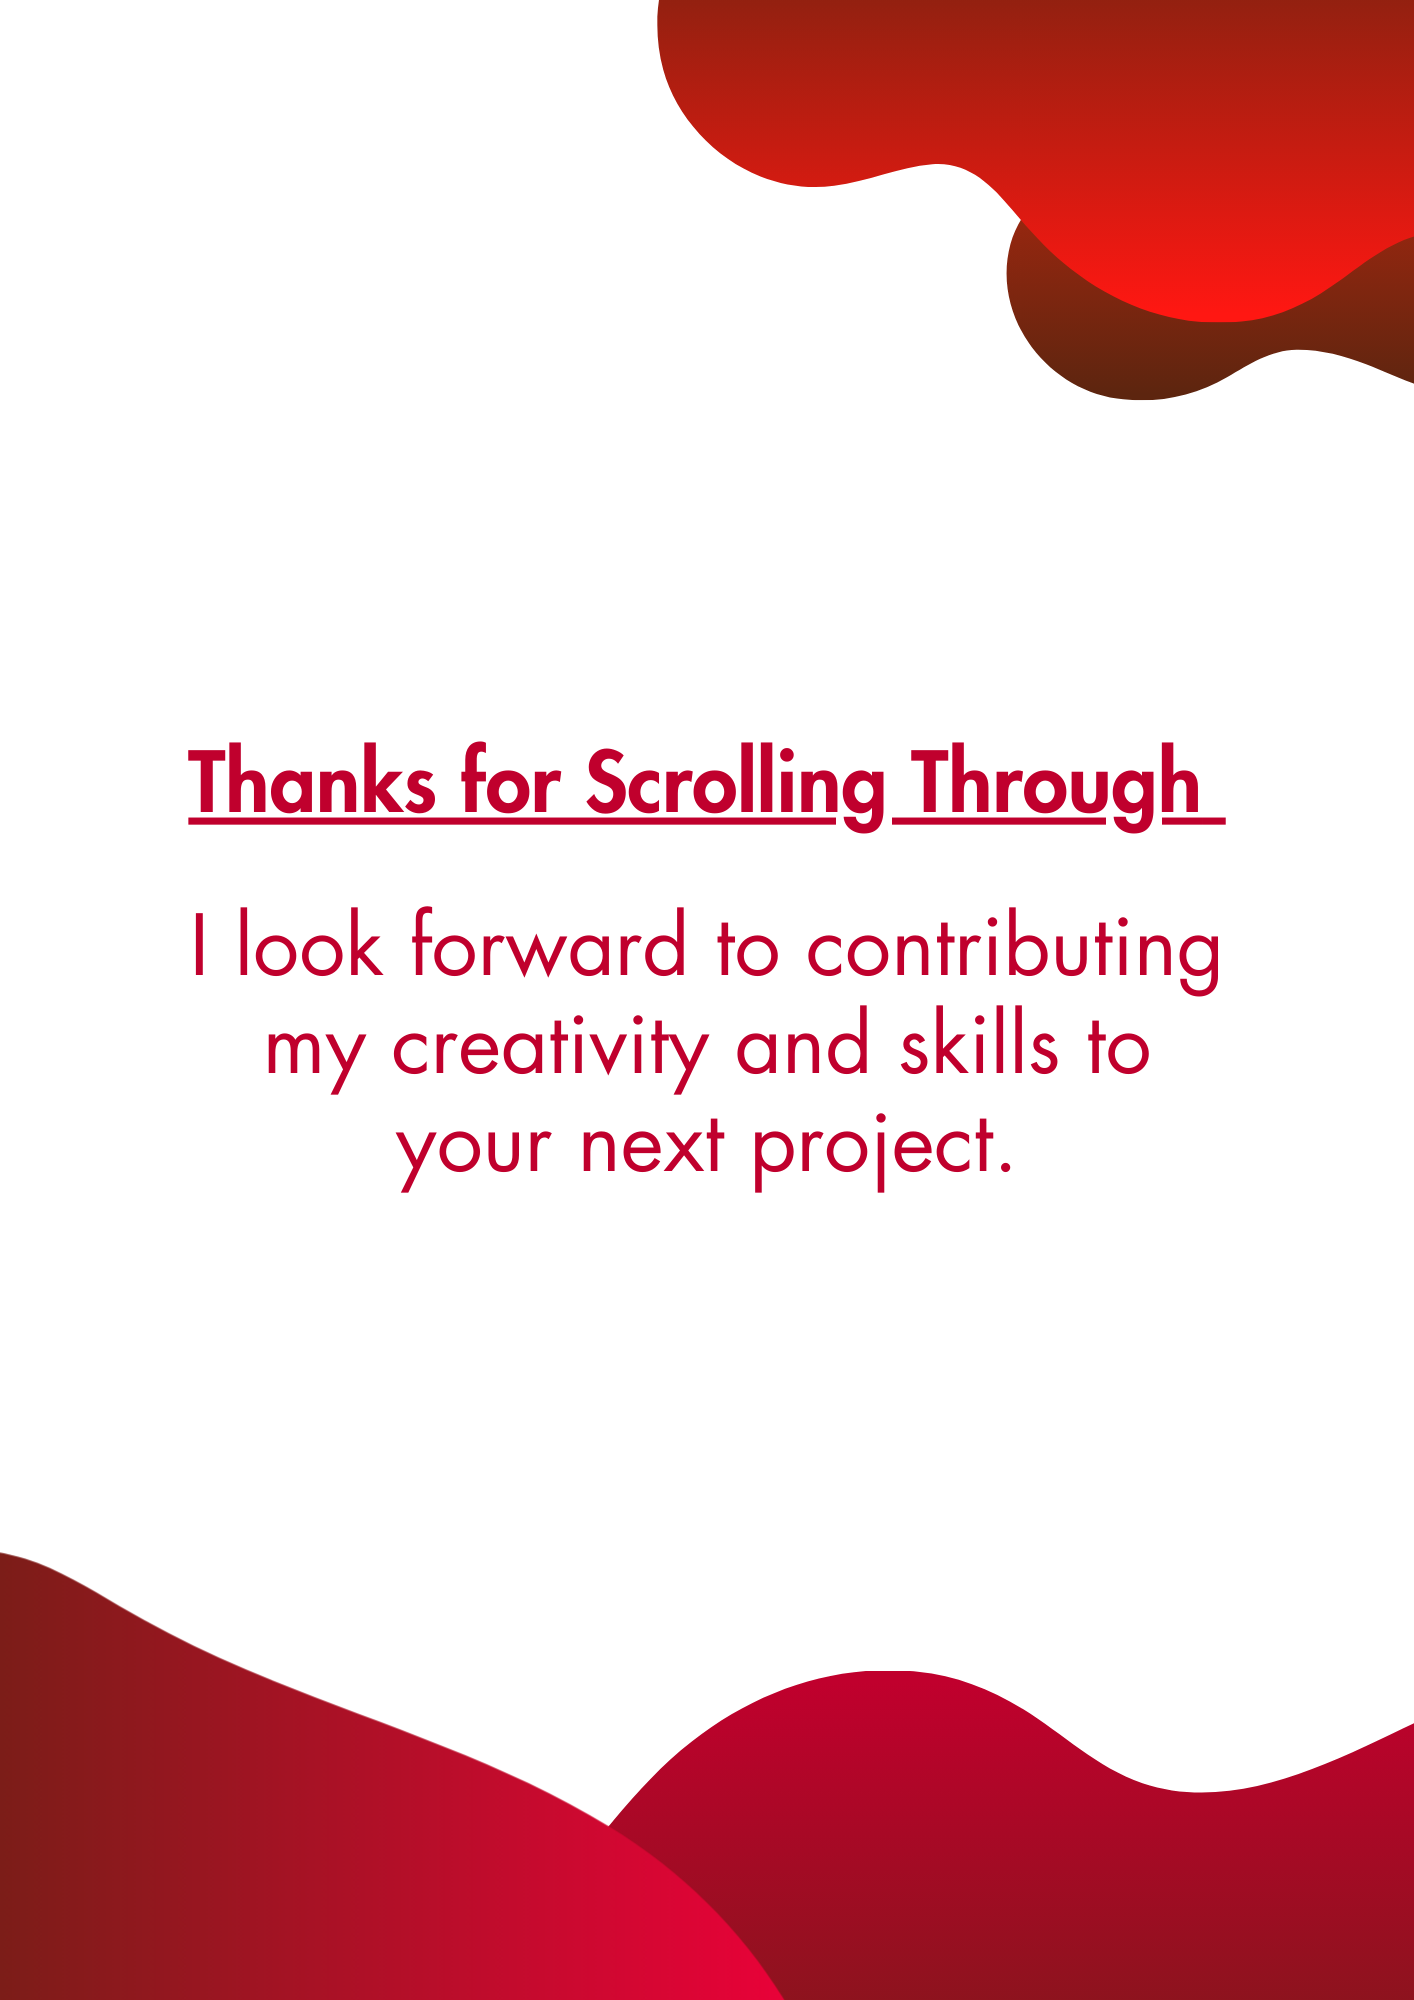 Thanks for Scrolling Through
I look forward to contributing
my creativity and skills to
your next project.